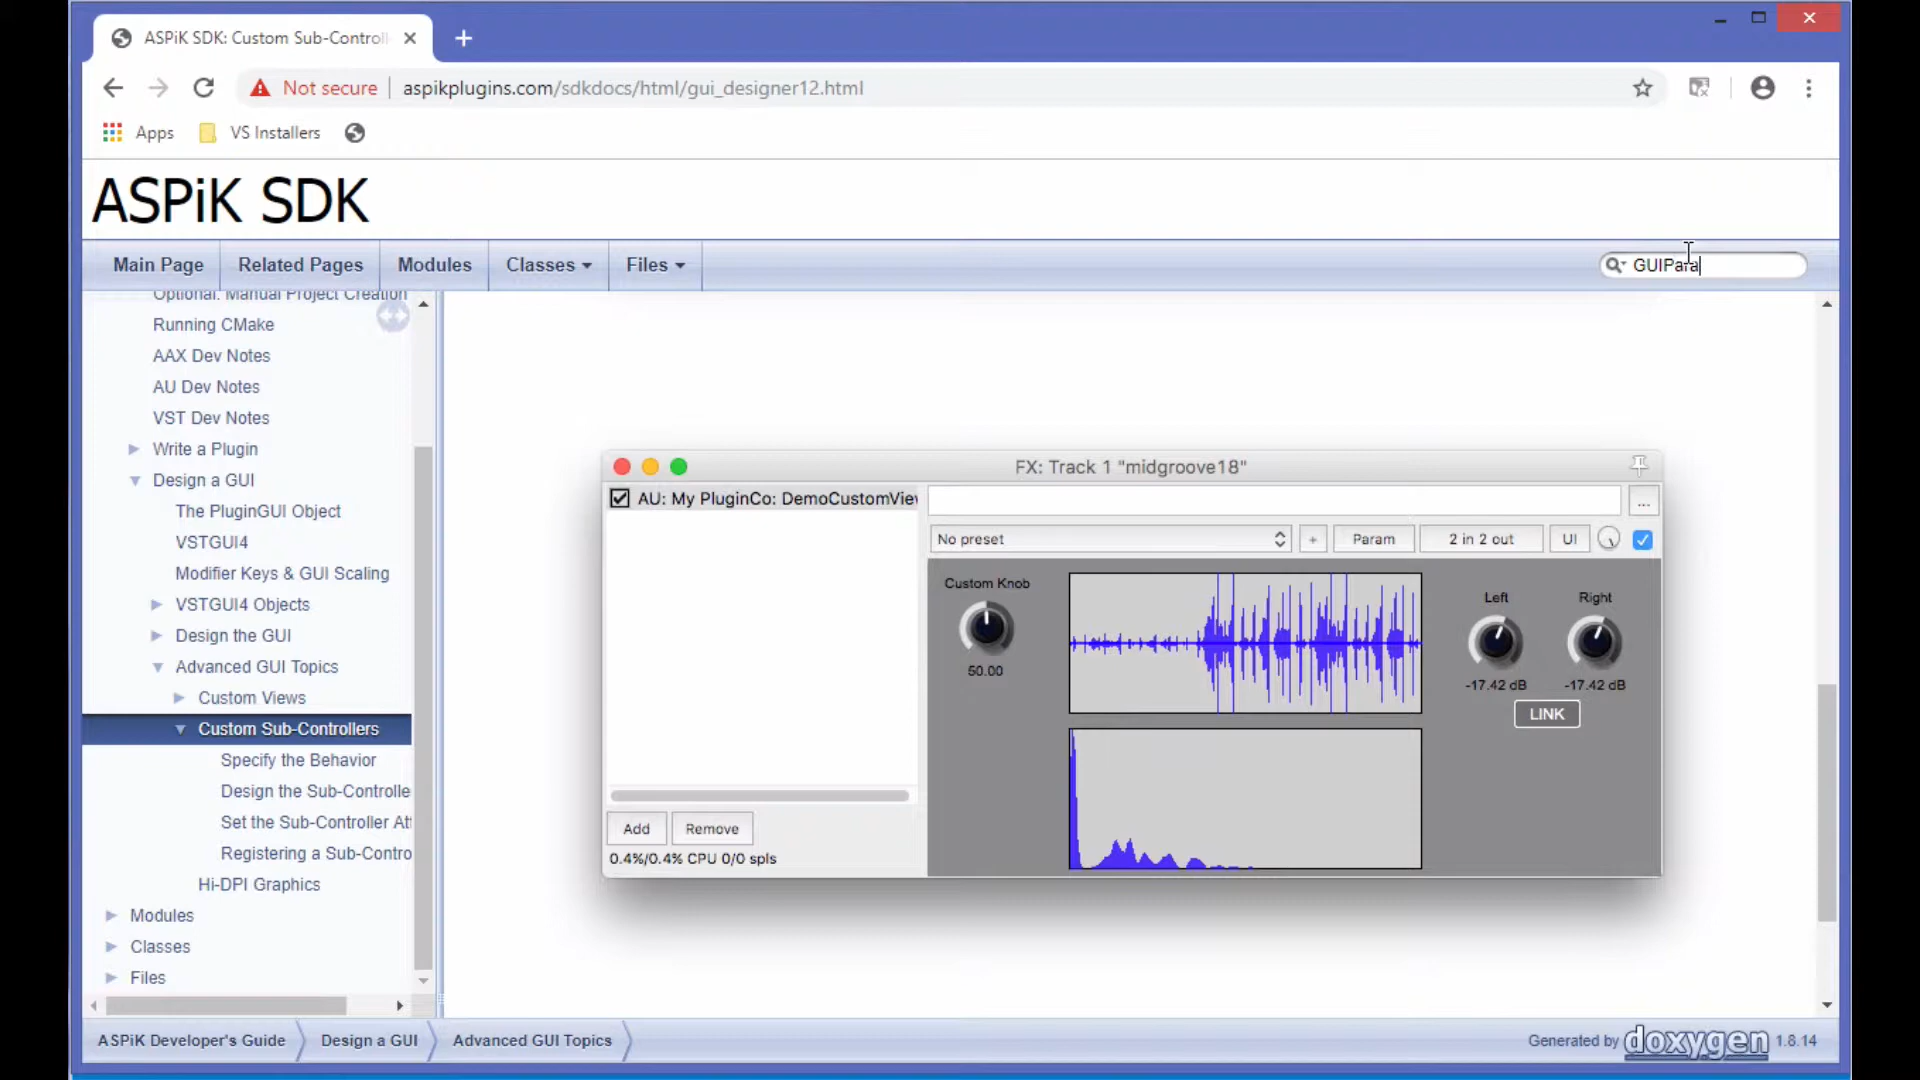 ASPiK SDK: Custom Sub-Control
Not secure aspikplugins.com/sdkdocs/html/gui_designer12.html
Apps VS Installers
ASPiK SDK
Main Page Related Pages Modules Classes Files GUIPara
Optional: Manual Project Creation
Running CMake
AAX Dev Notes
AU Dev Notes
VST Dev Notes
Write a Plugin
Design a GUI
The PluginGUI Object
VSTGUI4
Modifier Keys & GUI Scaling
VSTGUI4 Objects
Design the GUI
Advanced GUI Topics
Custom Views
Custom Sub-Controllers
Specify the Behavior
Design the Sub-Controlle
Set the Sub-Controller At
Registering a Sub-Contro
Hi-DPI Graphics
Modules
Classes
Files
FX: Track 1 "midgroove18"
AU: My PluginCo: DemoCustomView
...
No preset + Param 2 in 2 out UI
Custom Knob
50.00
Left Right
-17.42 dB -17.42 dB
LINK
Add Remove
0.4%/0.4% CPU 0/0 spls
ASPiK Developer's Guide Design a GUI Advanced GUI Topics Generated by doxygen 1.8.14